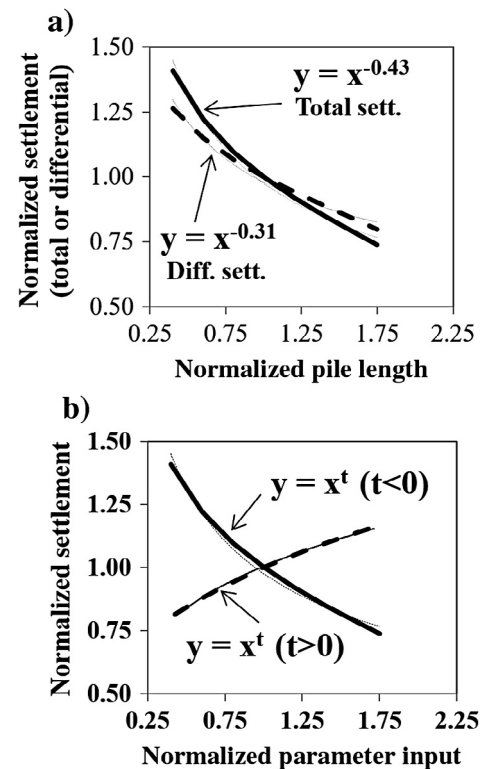 a)
Normalized settlement
(total or differential)
1.50
1.25
1.00
0.75
0.50
y = x^-0.43
Total sett.
y = x^-0.31
Diff. sett.
0.25 0.75 1.25 1.75 2.25
Normalized pile length
b)
Normalized settlement
1.50
1.25
1.00
0.75
0.50
y = x^t (t<0)
y = x^t (t>0)
0.25 0.75 1.25 1.75 2.25
Normalized parameter input